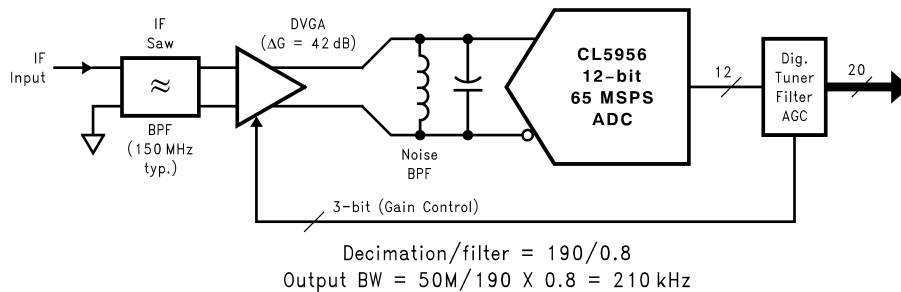 IF
Saw
DVGA
(ΔG = 42 dB)
IF
Input
≈
BPF
(150 MHz
typ.)
Noise
BPF
CL5956
12-bit
65 MSPS
ADC
12
Dig.
Tuner
Filter
AGC
20
3-bit (Gain Control)
Decimation/filter = 190/0.8
Output BW = 50M/190 X 0.8 = 210 kHz